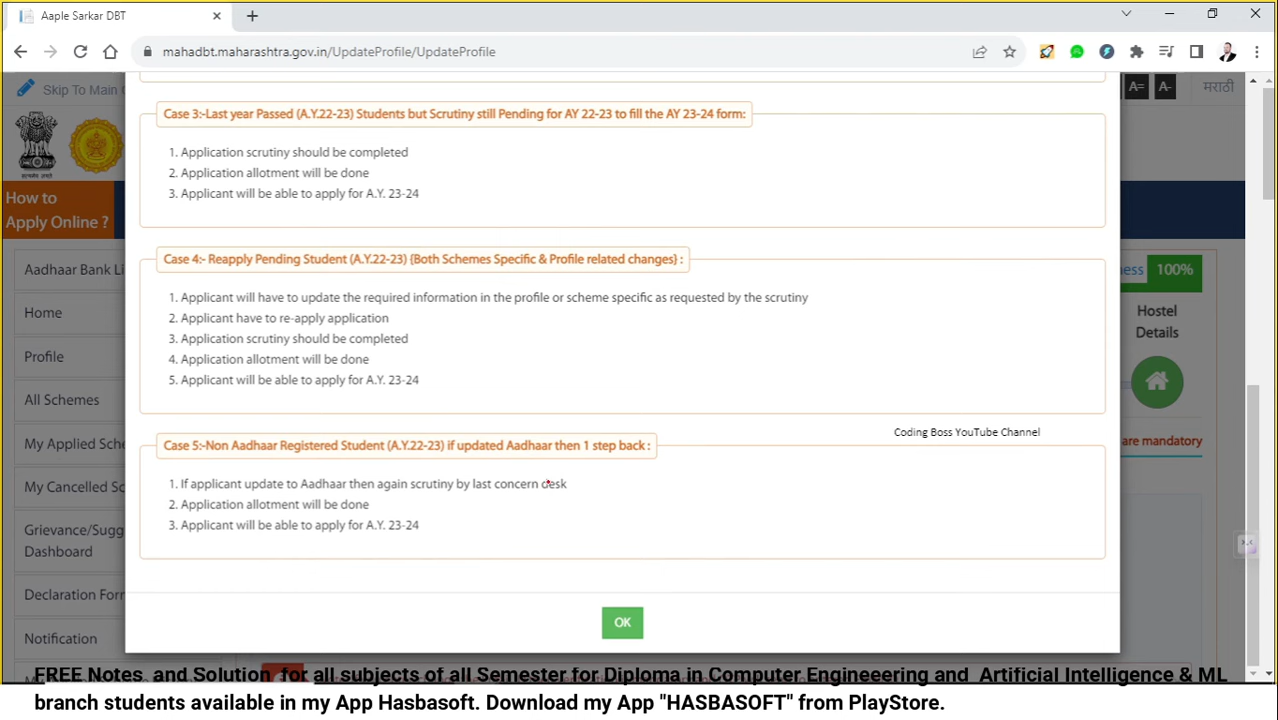 Aaple Sarkar DBT
mahadbt.maharashtra.gov.in/UpdateProfile/UpdateProfile
Skip To Main
A= A- मराठी
How to
Apply Online ?
Aadhaar Bank Li
Home
Profile
All Schemes
My Applied Sche
My Cancelled Sc
Grievance/Sugg
Dashboard
Declaration Forr
Notification
Case 3:-Last year Passed (A.Y.22-23) Students but Scrutiny still Pending for AY 22-23 to fill the AY 23-24 form:
1. Application scrutiny should be completed
2. Application allotment will be done
3. Applicant will be able to apply for A.Y. 23-24
Case 4:- Reapply Pending Student (A.Y.22-23) {Both Schemes Specific & Profile related changes} :
1. Applicant will have to update the required information in the profile or scheme specific as requested by the scrutiny
2. Applicant have to re-apply application
3. Application scrutiny should be completed
4. Application allotment will be done
5. Applicant will be able to apply for A.Y. 23-24
Case 5:-Non Aadhaar Registered Student (A.Y.22-23) if updated Aadhaar then 1 step back :
1. If applicant update to Aadhaar then again scrutiny by last concern desk
2. Application allotment will be done
3. Applicant will be able to apply for A.Y. 23-24
OK
ness 100%
Hostel
Details
Coding Boss YouTube Channel
are mandatory
FREE Notes and Solution for all subjects of all Semester for Diploma in Computer Engineeering and Artificial Intelligence & ML
branch students available in my App Hasbasoft. Download my App "HASBASOFT" from PlayStore.